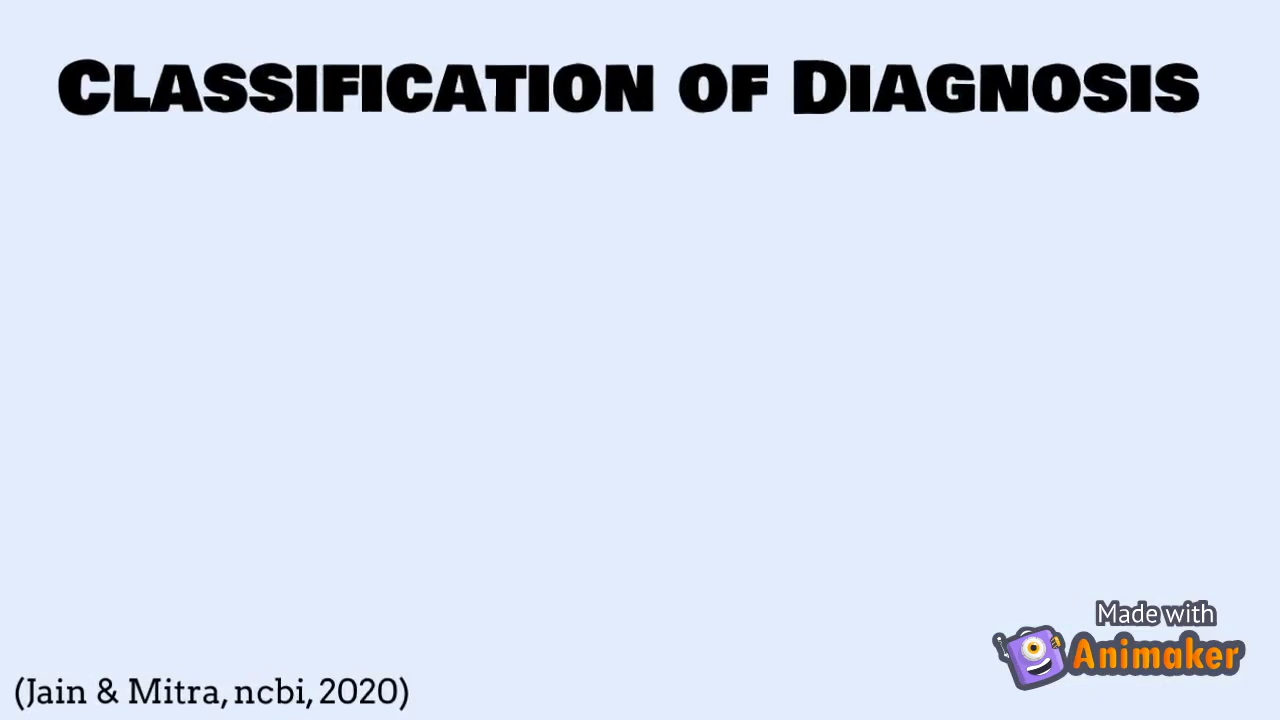 Classification of Diagnosis
Made with
Animaker
(Jain & Mitra, ncbi, 2020)